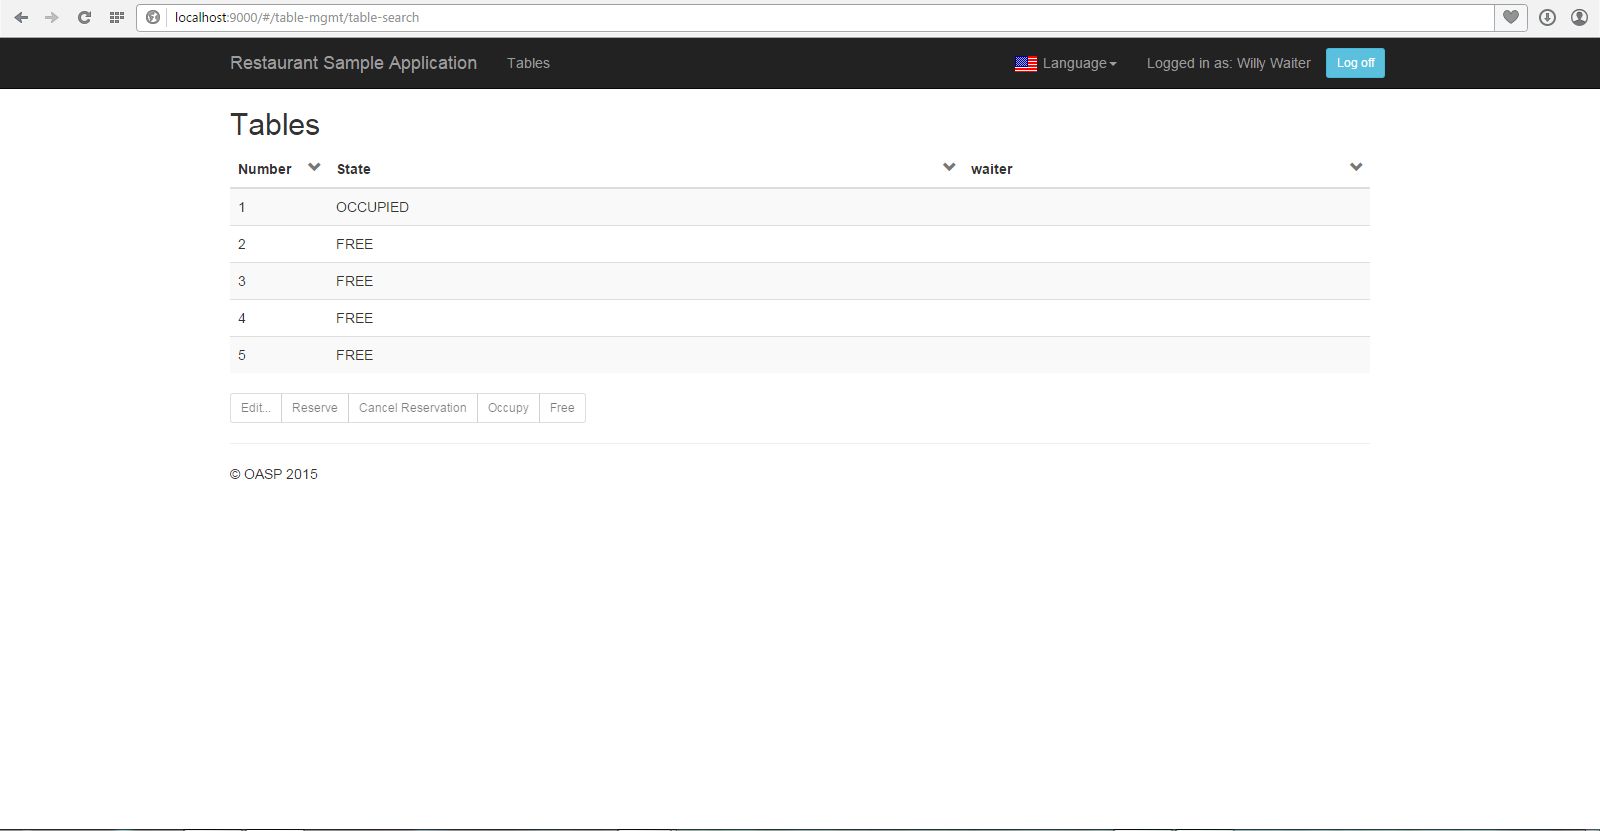 localhost:9000/#/table-mgmt/table-search
Restaurant Sample Application Tables Language Logged in as: Willy Waiter Log off
Tables
Number State waiter
1 OCCUPIED
2 FREE
3 FREE
4 FREE
5 FREE
Edit... Reserve Cancel Reservation Occupy Free
© OASP 2015